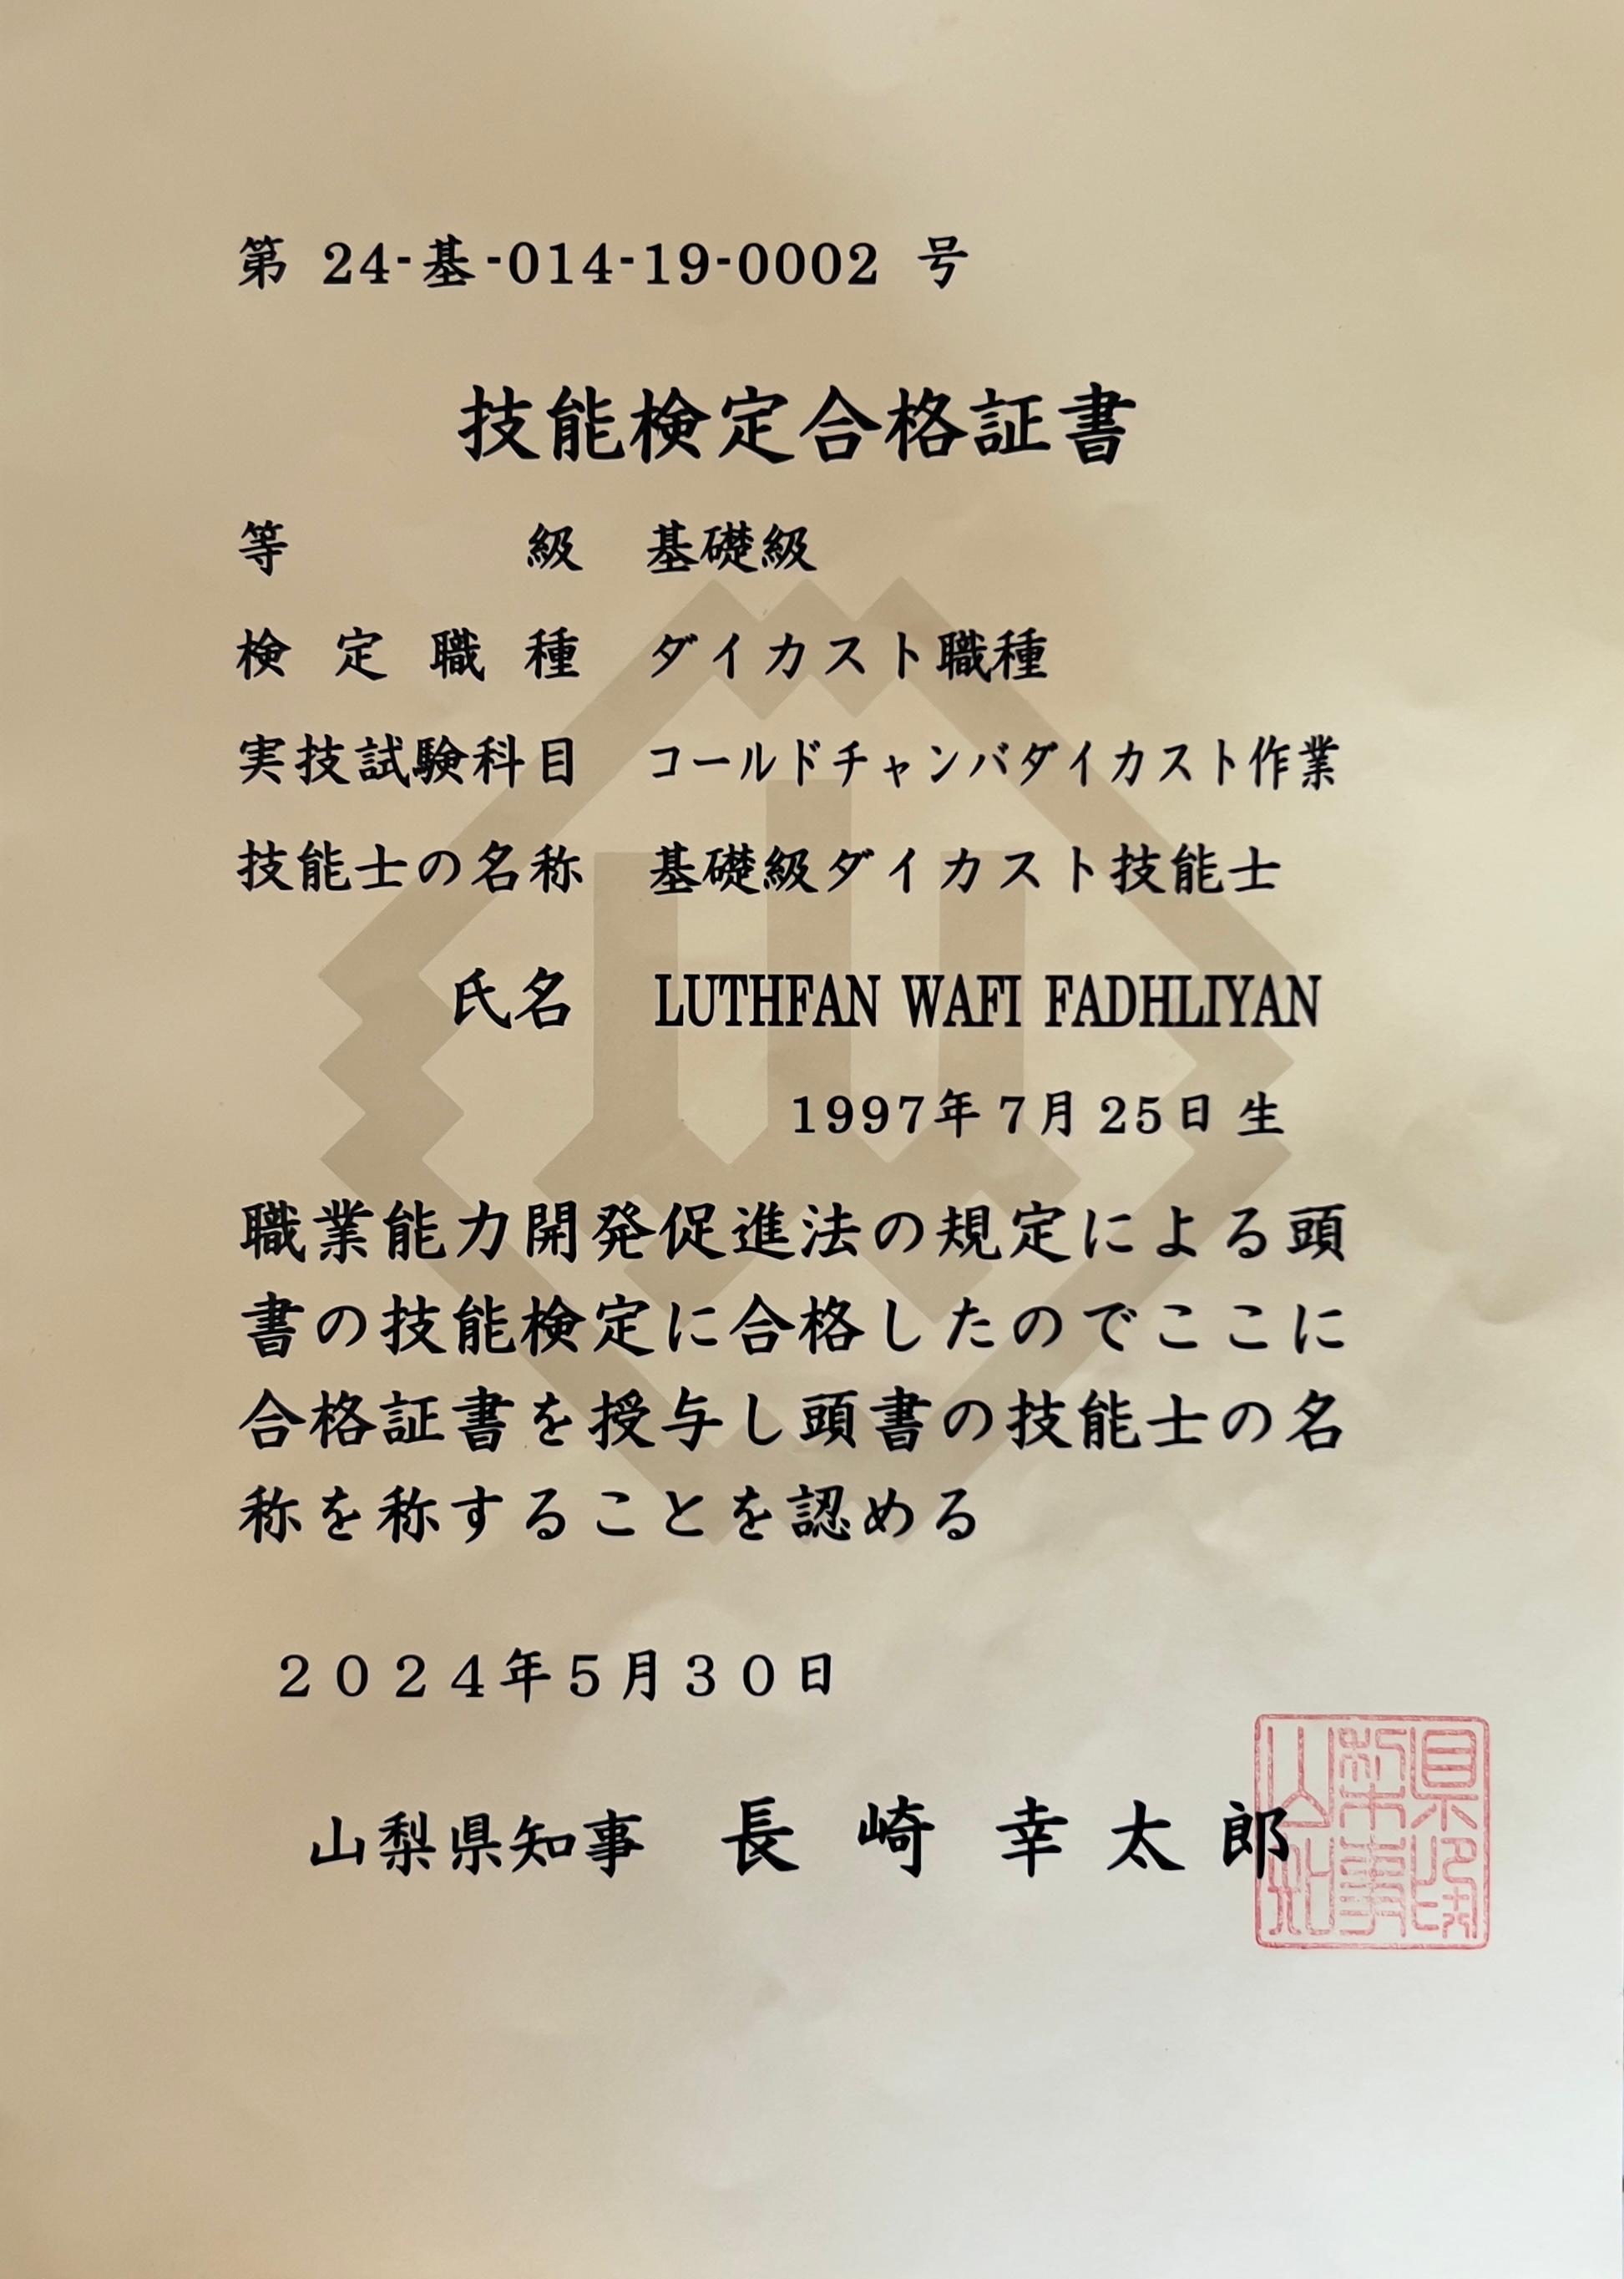 第 24-基-014-19-0002 号
技能検定合格証書
等級 基礎級
検定職種 ダイカスト職種
実技試験科目 コールドチャンバダイカスト作業
技能士の名称 基礎級ダイカスト技能士
氏名 LUTHFAN WAFI FADHLIYAN
1997年7月25日生
職業能力開発促進法の規定による頭
書の技能検定に合格したのでここに
合格証書を授与し頭書の技能士の名
称を称することを認める
2024年5月30日
山梨県知事 長崎幸太郎